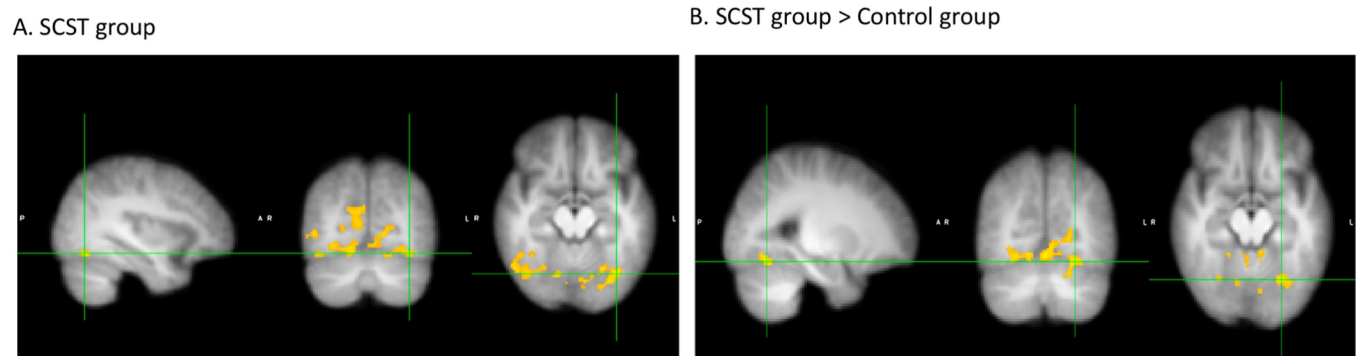 A. SCST group
B. SCST group > Control group
P A R L R L
P A R L R L